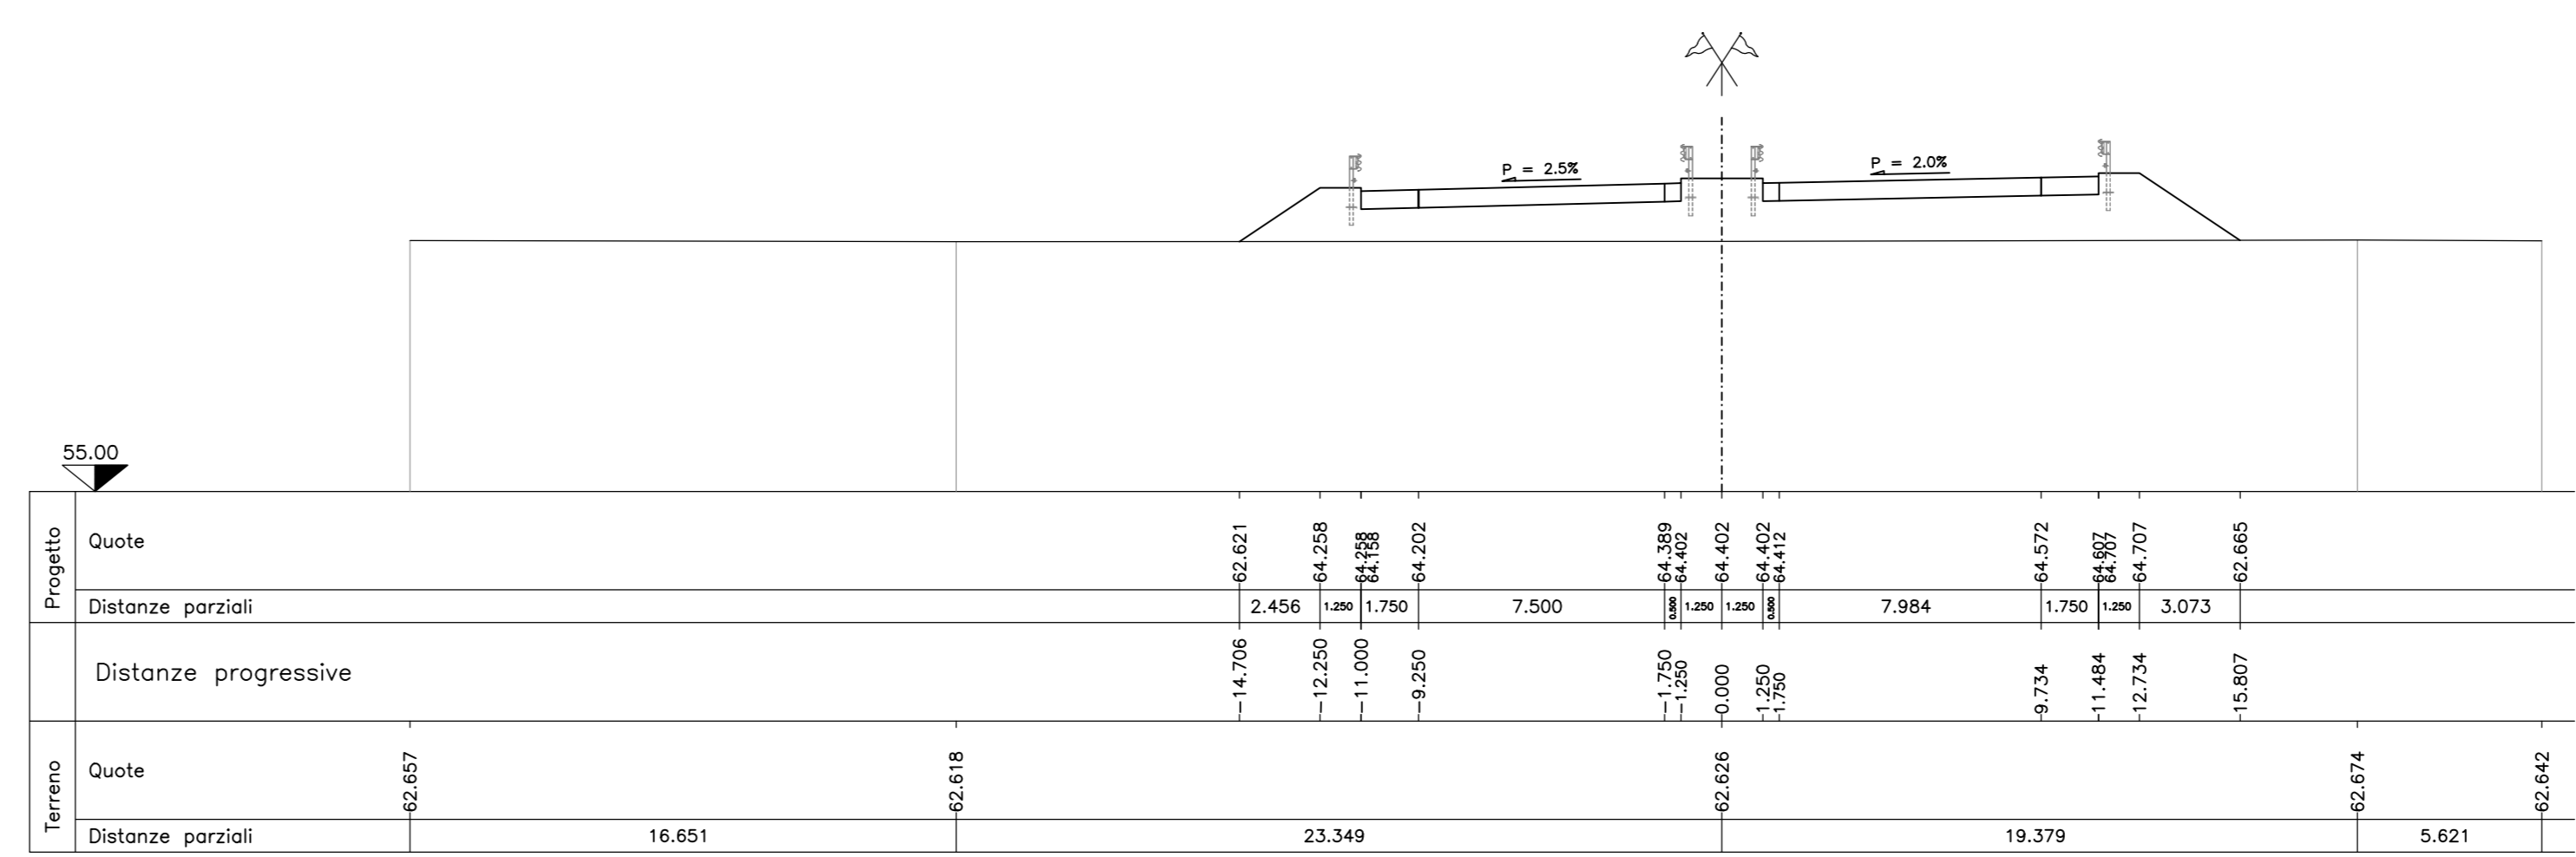 P = 2.5%
P = 2.0%
55.00
Progetto
Quote
62.621 64.258 64.258 64.158 64.202 64.389 64.402 64.402 64.402 64.412 64.572 64.607 64.707 64.707 62.665
Distanze parziali
2.456 1.250 1.750 7.500 0.500 1.250 1.250 0.500 7.984 1.750 1.250 3.073
Distanze progressive
-14.706 -12.250 -11.000 -9.250 -1.750 -1.250 0.000 1.250 1.750 9.734 11.484 12.734 15.807
Terreno
Quote
62.657 62.618 62.626 62.674 62.642
Distanze parziali
16.651 23.349 19.379 5.621